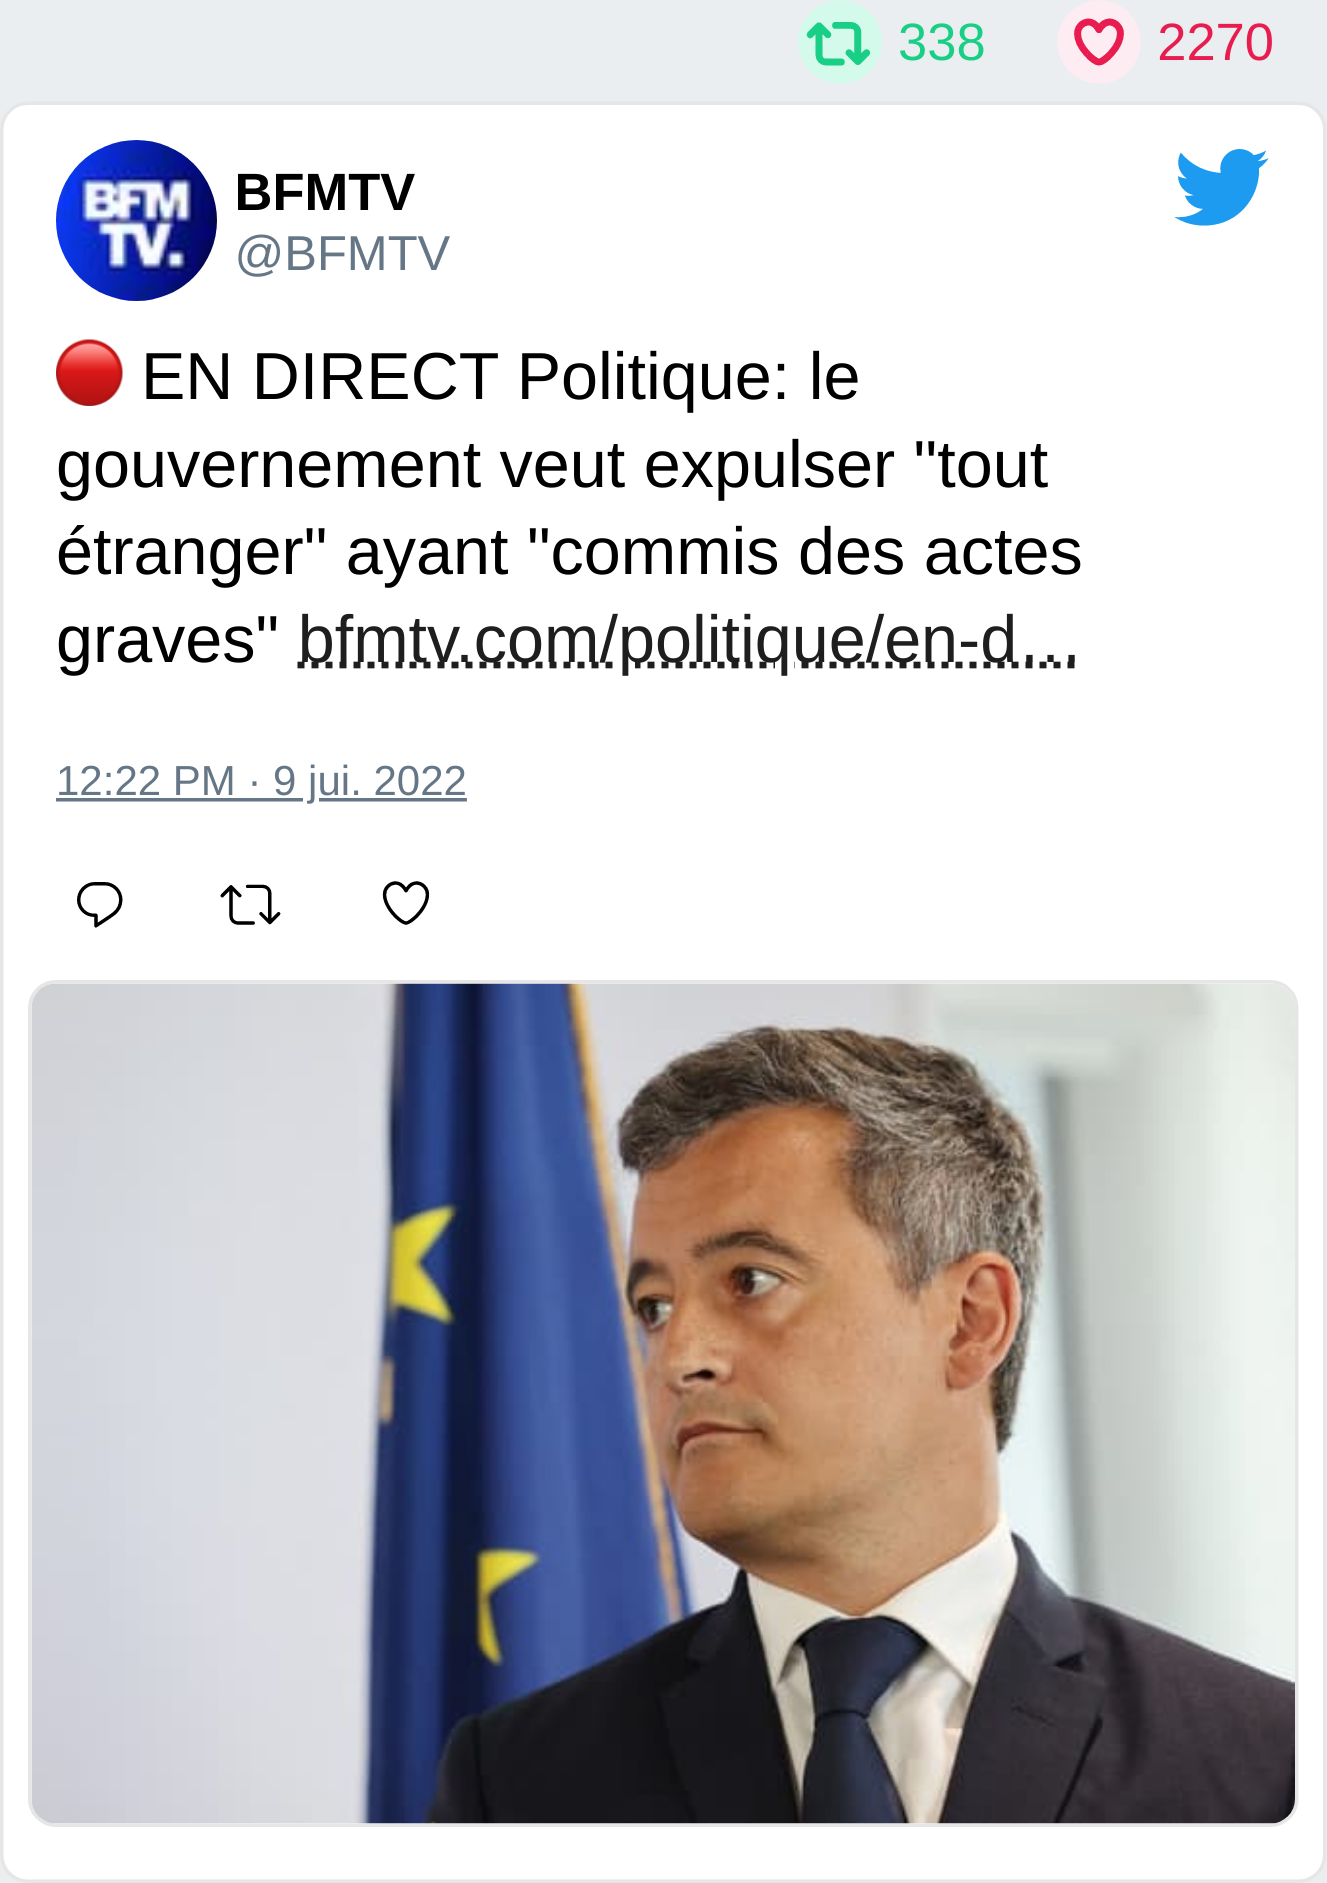 338 2270
BFM
TV.
BFMTV
@BFMTV
EN DIRECT Politique: le
gouvernement veut expulser "tout
étranger" ayant "commis des actes
graves" bfmtv.com/politique/en-d…
12:22 PM · 9 jui. 2022